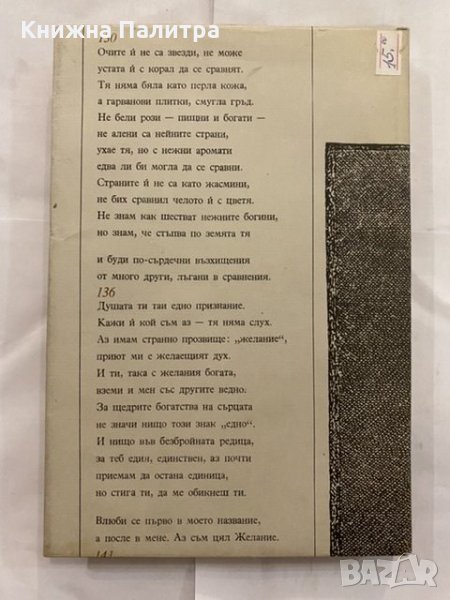 Книжна Палитра
130
15.00
Очите ѝ не са звезди, не може
устата ѝ с корал да се сравнят.
Тя няма бяла като перла кожа,
а гарванови плитки, смугла гръд.
Не бели рози — пищни и богати —
не алени са нейните страни,
ухае тя, но с нежни аромати
едва ли би могла да се сравни.
Страните ѝ не са като жасмини,
не бих сравнил челото ѝ с цветя.
Не знам как шестват нежните богини,
но знам, че стъпва по земята тя
и буди по-сърдечни възхищения
от много други, лъгани в сравнения.
136
Душата ти таи едно признание.
Кажи ѝ кой съм аз — тя няма слух.
Аз имам странно прозвище: „желание“,
приют ми е желаещият дух.
И ти, така с желания богата,
вземи и мен със другите ведно.
За щедрите богатства на сърцата
не значи нищо този знак „едно“.
И нищо във безбройната редица,
за теб един, единствен, аз почти
приемам да остана единица,
но стига ти, да ме обикнеш ти.
Влюби се първо в моето название,
а после в мене. Аз съм цял Желание.
141
BAZAR